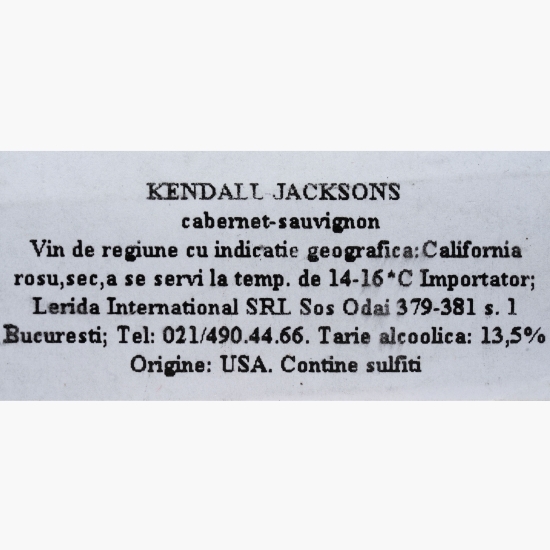 KENDALL JACKSONS
cabernet-sauvignon
Vin de regiune cu indicatie geografica:California
rosu,sec,a se servi la temp. de 14-16*C Importator;
Lerida International SRL Sos Odai 379-381 s. 1
Bucuresti; Tel: 021/490.44.66. Tarie alcoolica: 13,5%
Origine: USA. Contine sulfiti